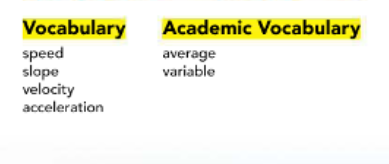 Vocabulary
speed
slope
velocity
acceleration
Academic Vocabulary
average
variable